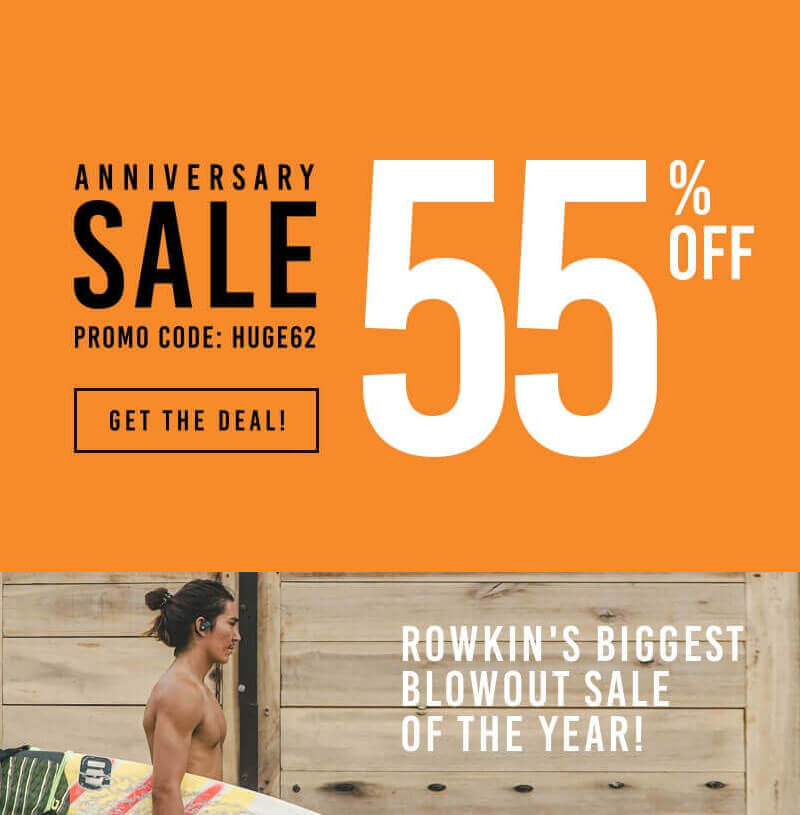 ANNIVERSARY
SALE
PROMO CODE: HUGE62
GET THE DEAL!
55
%
OFF
ROWKIN'S BIGGEST
BLOWOUT SALE
OF THE YEAR!